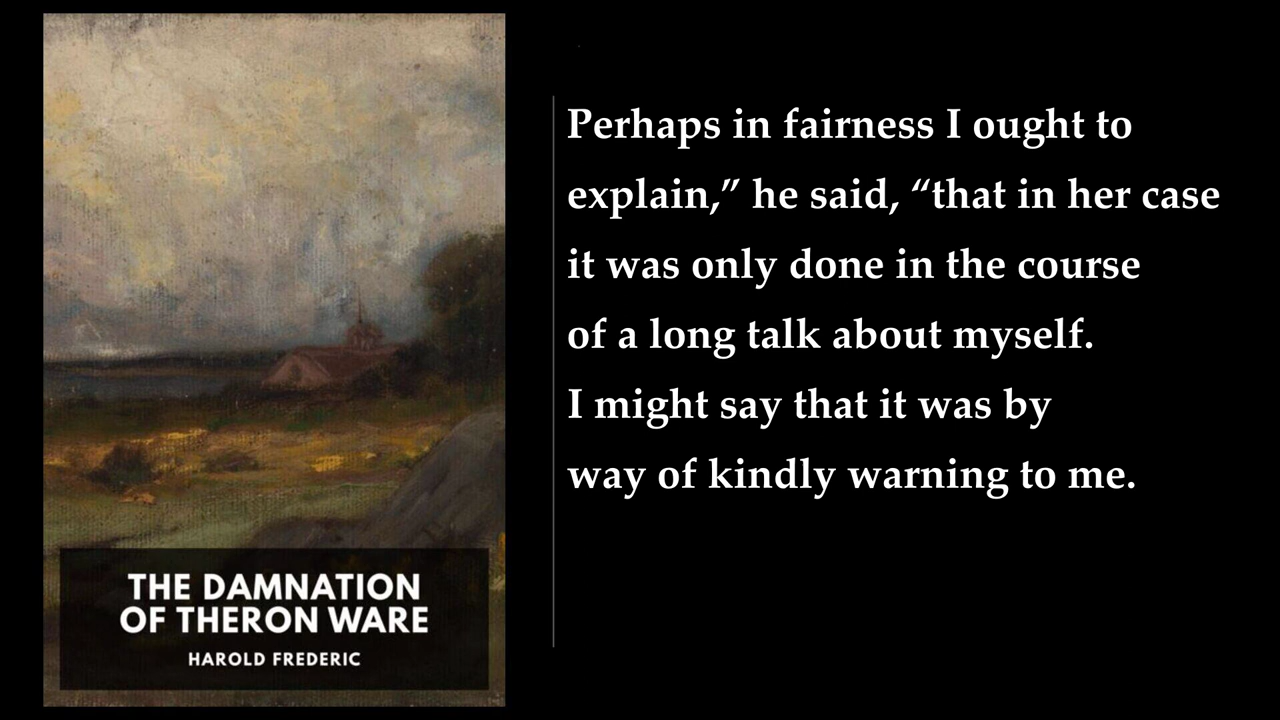 THE DAMNATION
OF THERON WARE
HAROLD FREDERIC
Perhaps in fairness I ought to
explain,” he said, “that in her case
it was only done in the course
of a long talk about myself.
I might say that it was by
way of kindly warning to me.